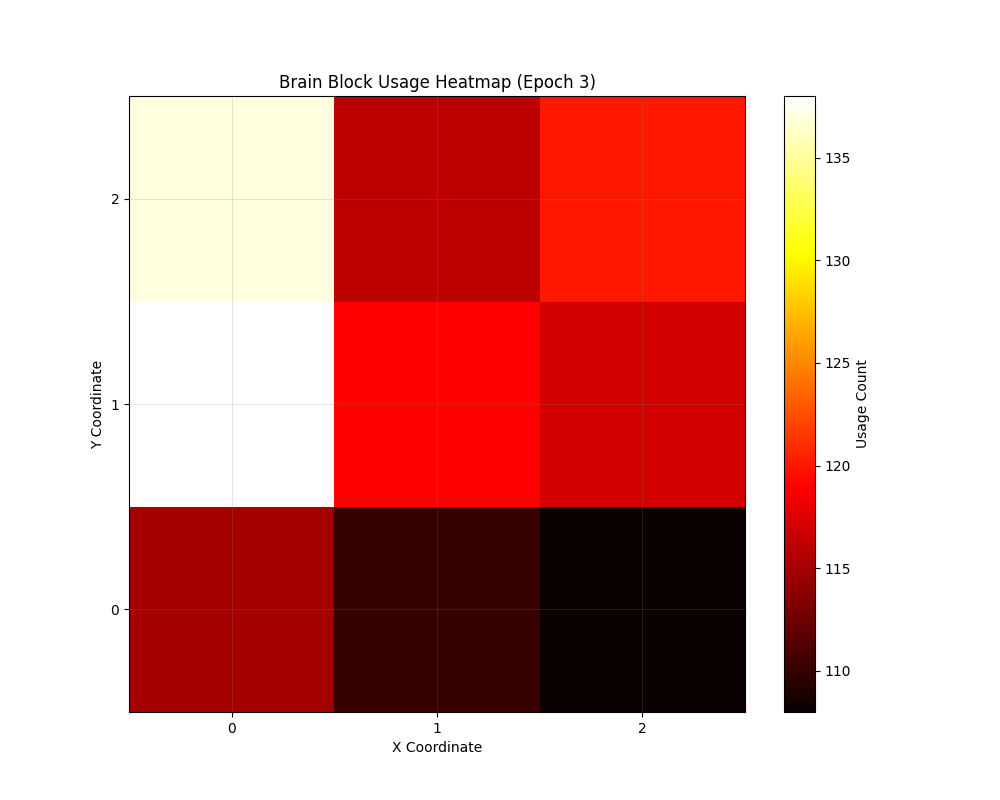 Brain Block Usage Heatmap (Epoch 3)
2
1
0
Y Coordinate
0 1 2
X Coordinate
135
130
125
120
115
110
Usage Count